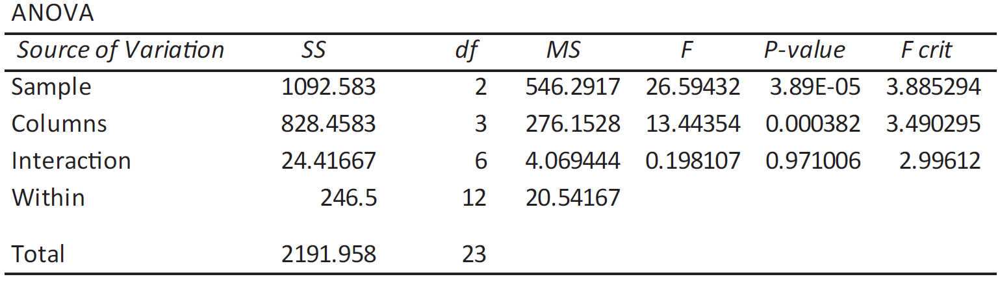 ANOVA
Source of Variation SS df MS F P-value F crit
Sample 1092.583 2 546.2917 26.59432 3.89E-05 3.885294
Columns 828.4583 3 276.1528 13.44354 0.000382 3.490295
Interaction 24.41667 6 4.069444 0.198107 0.971006 2.99612
Within 246.5 12 20.54167
Total 2191.958 23